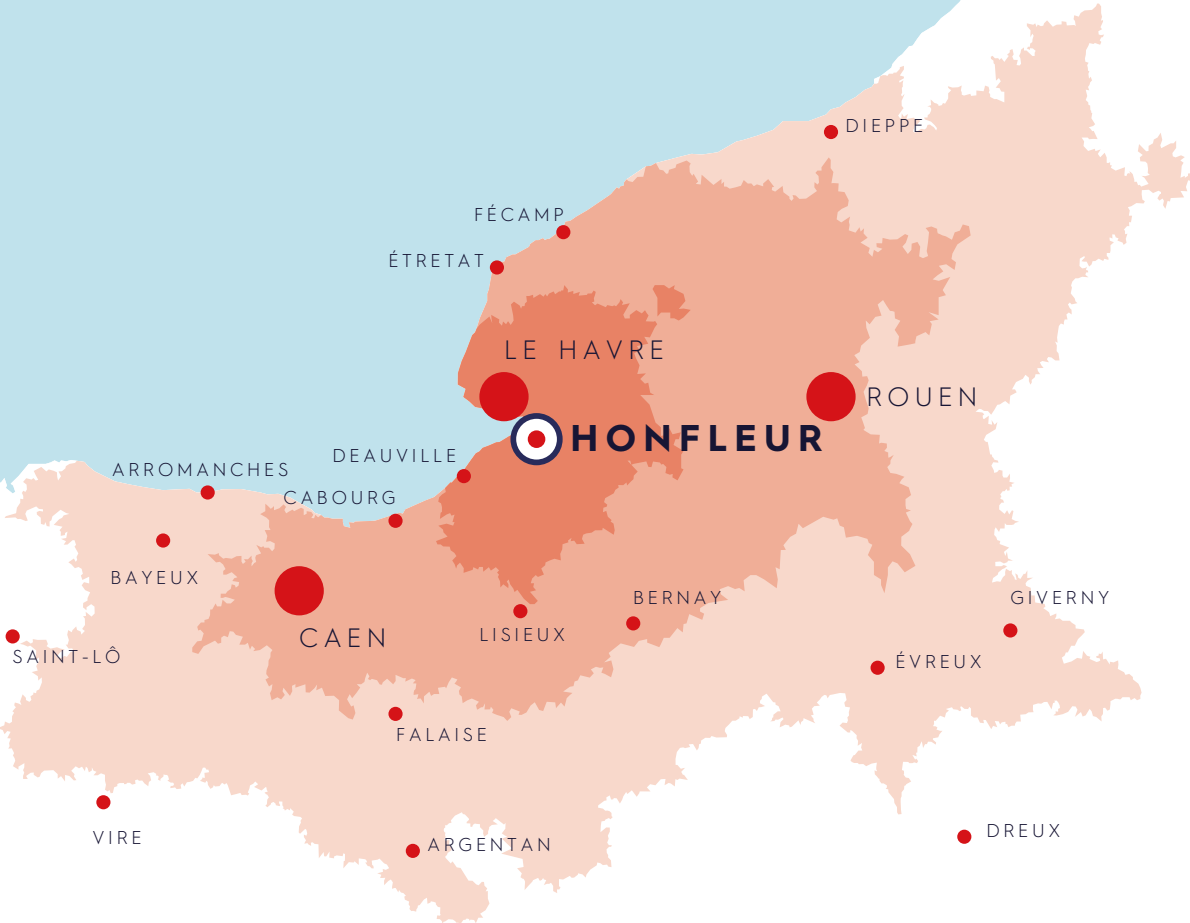 DIEPPE
FÉCAMP
ÉTRETAT
LE HAVRE
ROUEN
HONFLEUR
DEAUVILLE
ARROMANCHES
CABOURG
BAYEUX
BERNAY
GIVERNY
LISIEUX
CAEN
SAINT-LÔ
ÉVREUX
FALAISE
VIRE
DREUX
ARGENTAN